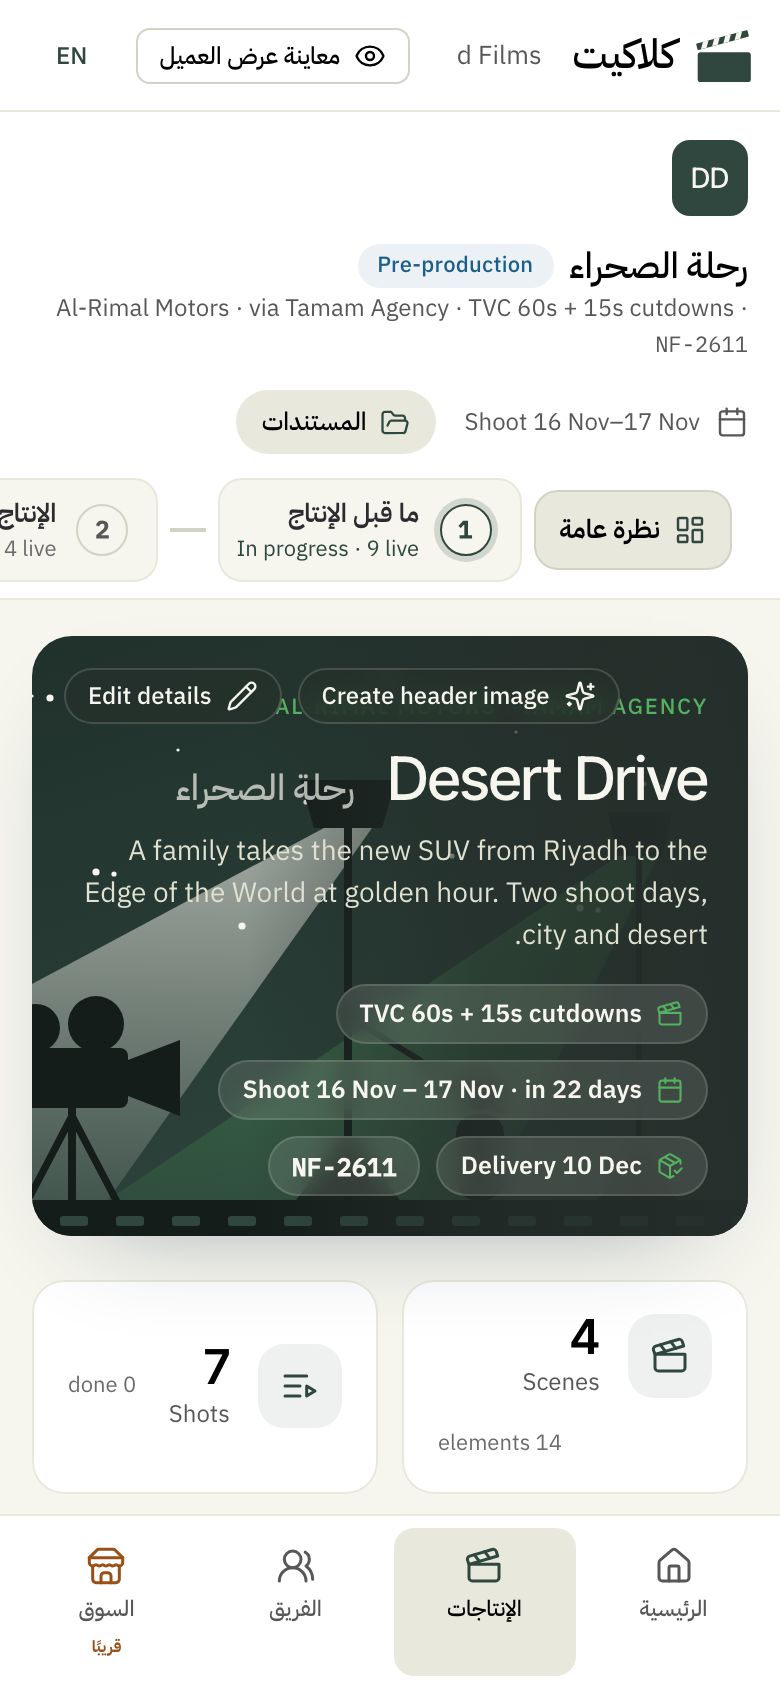 كلاكيت
d Films
معاينة عرض العميل
EN
DD
رحلة الصحراء
Pre-production
Al-Rimal Motors · via Tamam Agency · TVC 60s + 15s cutdowns ·
NF-2611
Shoot 16 Nov–17 Nov
المستندات
نظرة عامة
1
ما قبل الإنتاج
In progress · 9 live
2
الإنتاج
4 live
Create header image
Edit details
AL
AGENCY
Desert Drive
رحلة الصحراء
A family takes the new SUV from Riyadh to the
Edge of the World at golden hour. Two shoot days,
.city and desert
TVC 60s + 15s cutdowns
Shoot 16 Nov – 17 Nov · in 22 days
Delivery 10 Dec
NF-2611
4
Scenes
elements 14
7
Shots
done 0
الرئيسية
الإنتاجات
الفريق
السوق
قريبًا